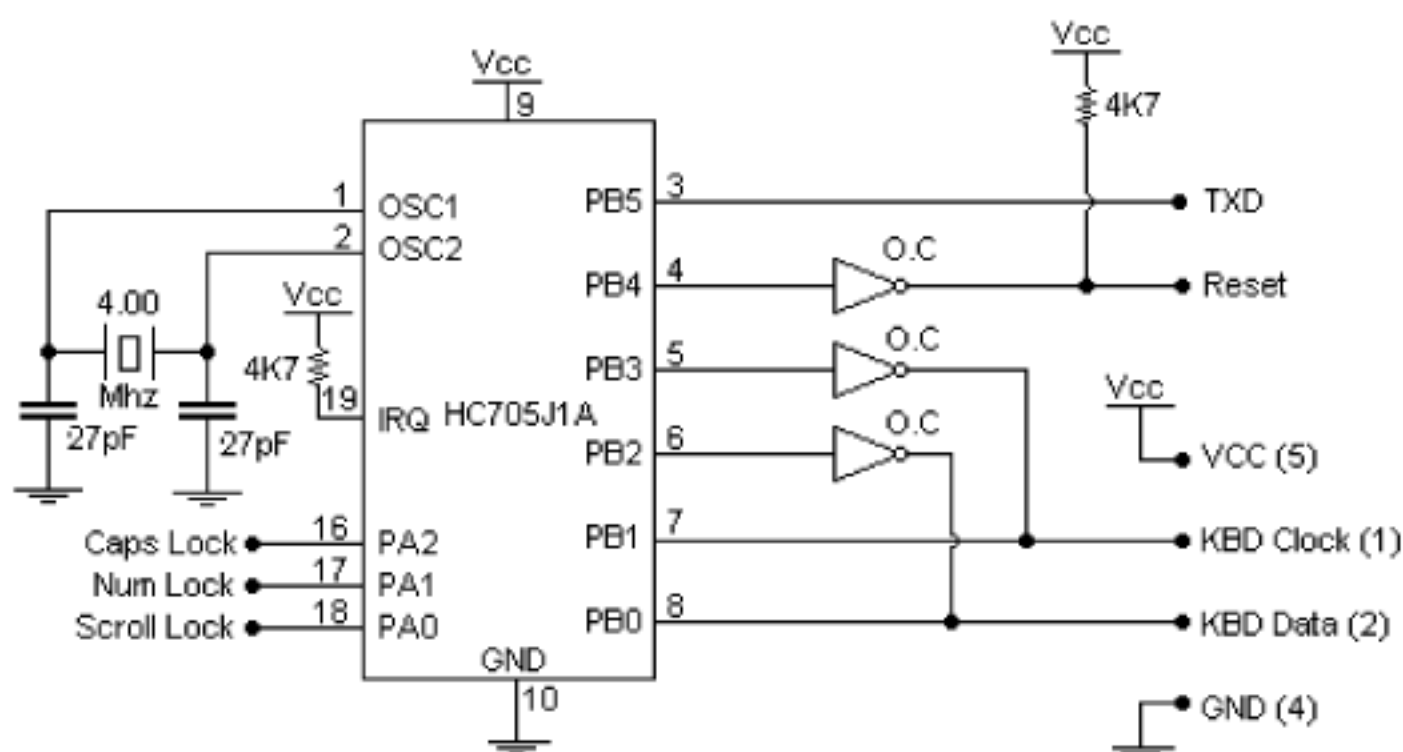 Vcc
9
Vcc
4K7
1
OSC1
PB5
3
TXD
2
OSC2
PB4
4
O.C
Reset
4.00
Mhz
Vcc
4K7
19
IRQ
HC705J1A
PB3
5
O.C
27pF
27pF
PB2
6
O.C
Vcc
VCC (5)
Caps Lock
16
PA2
PB1
7
KBD Clock (1)
Num Lock
17
PA1
Scroll Lock
18
PA0
PB0
8
KBD Data (2)
GND
10
GND (4)